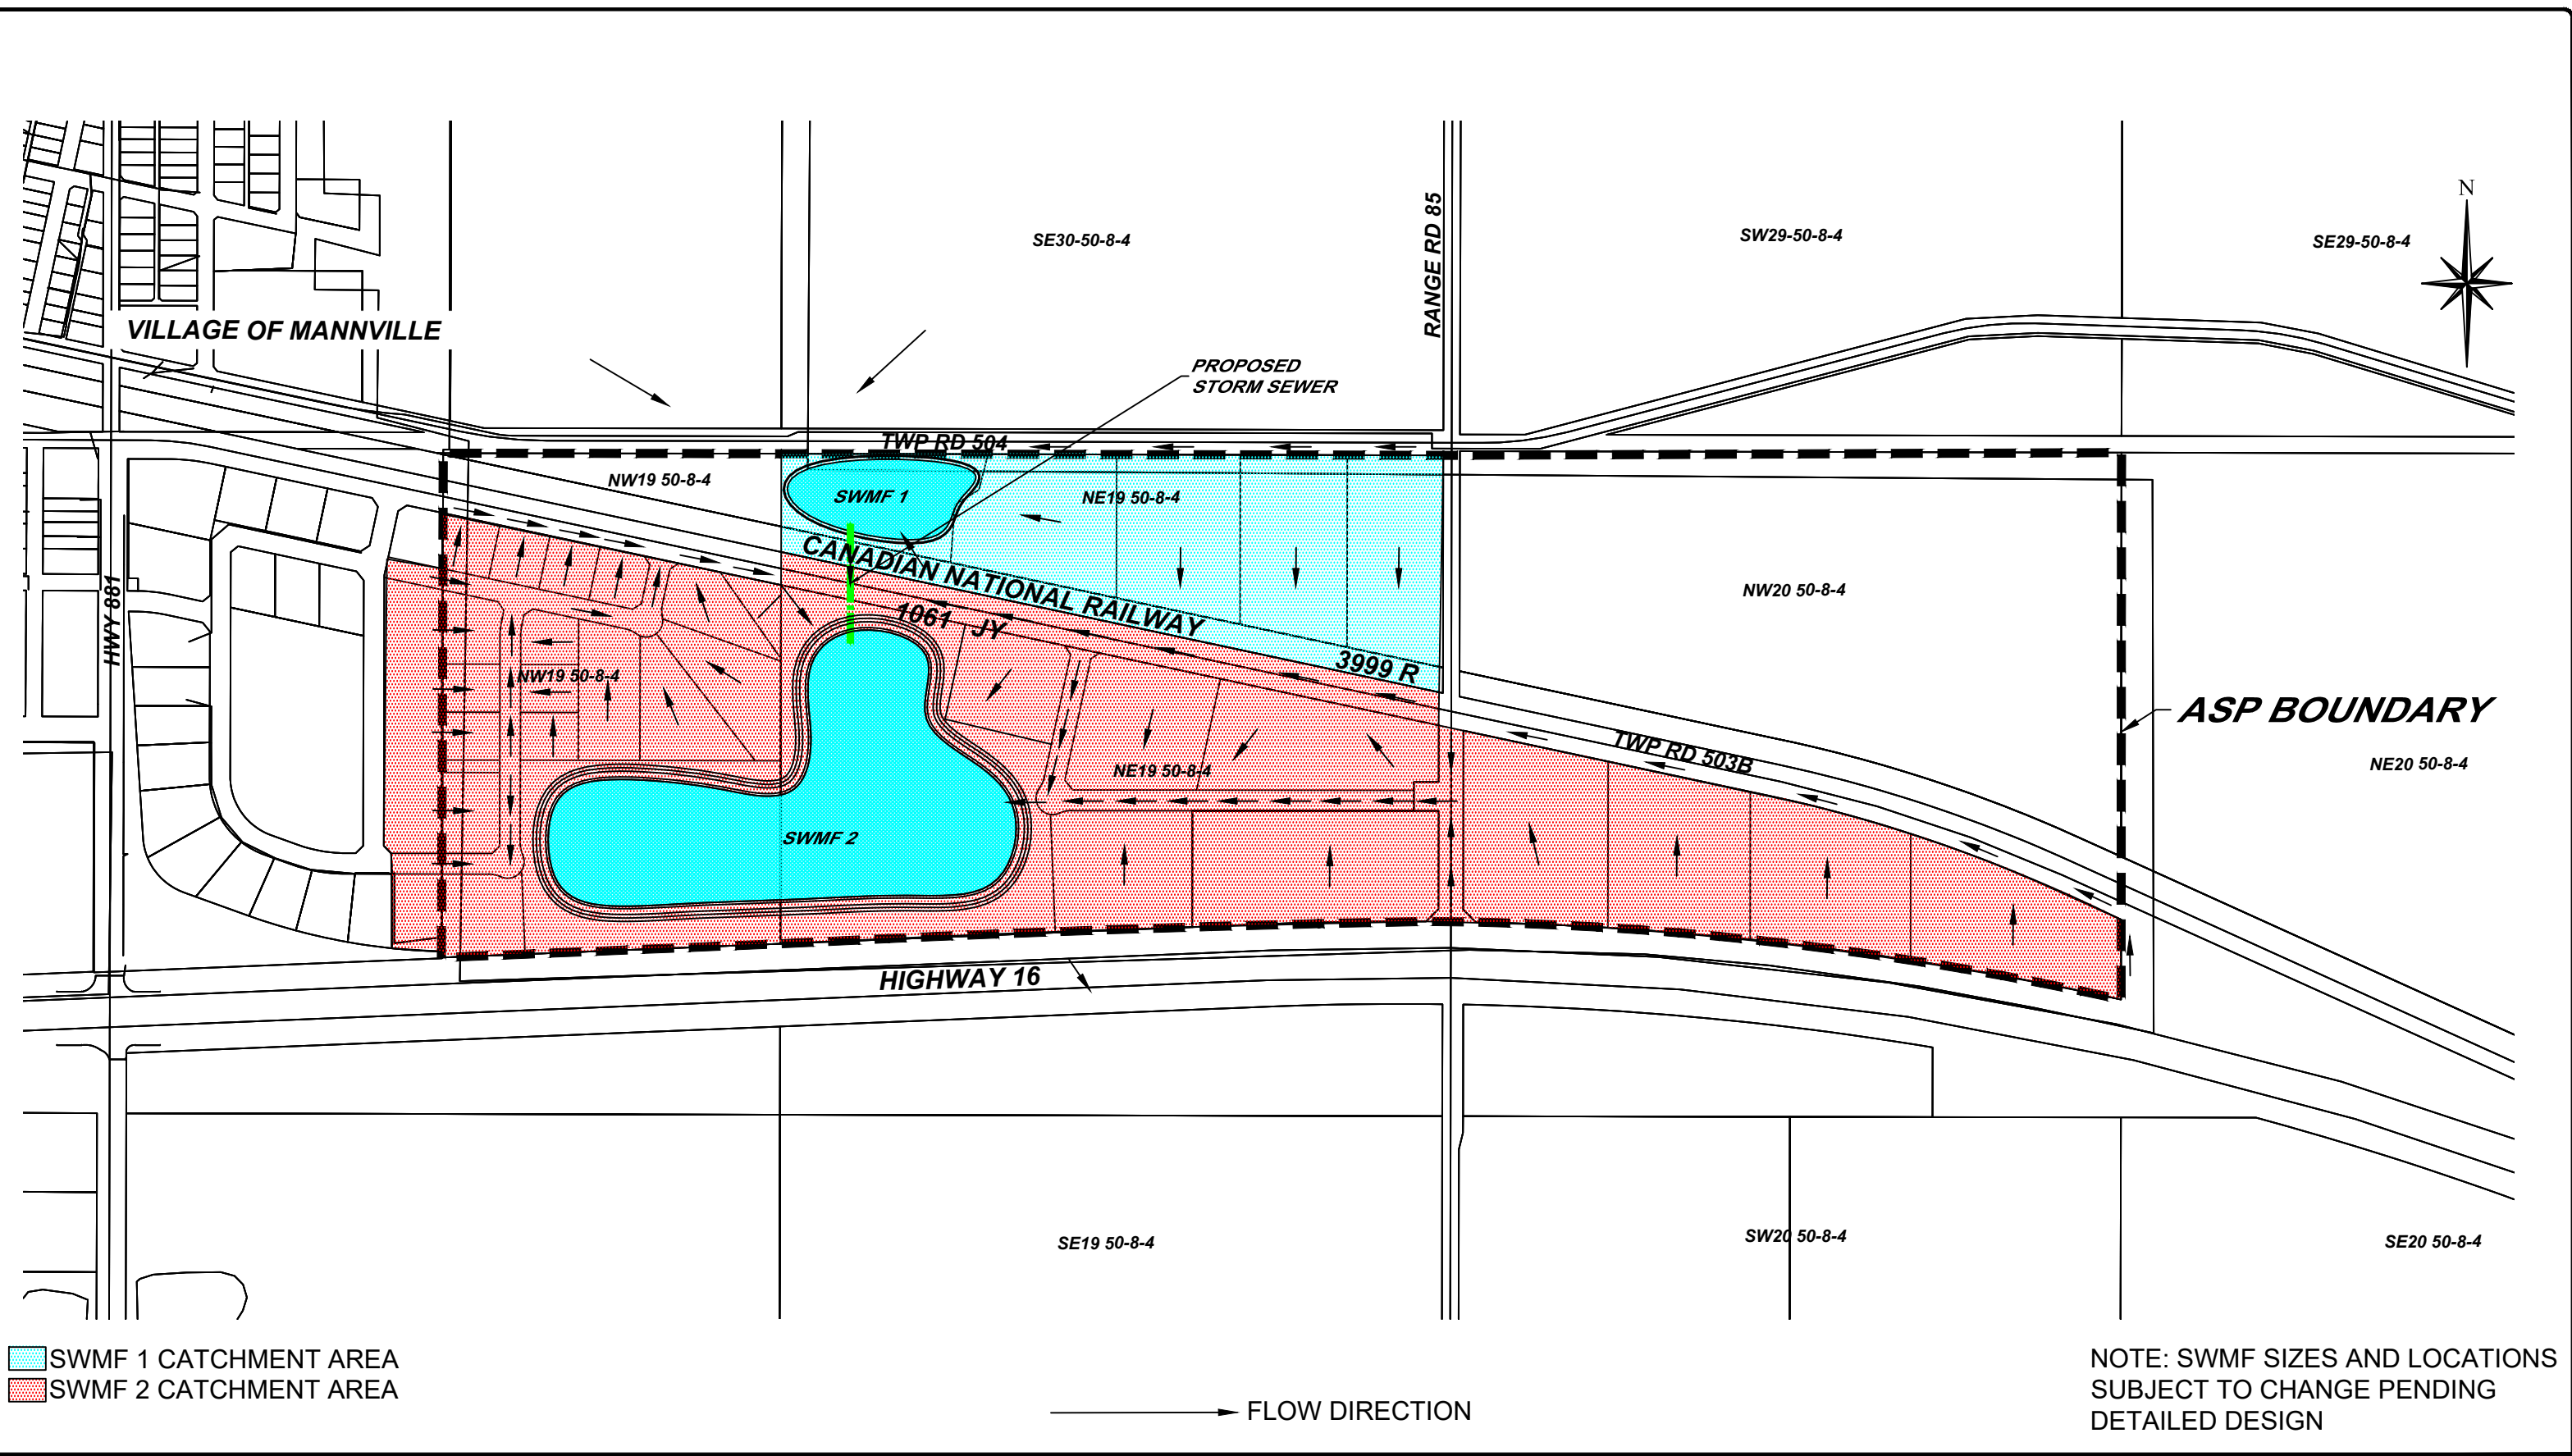 N
RANGE RD 85
SE30-50-8-4
SW29-50-8-4
SE29-50-8-4
VILLAGE OF MANNVILLE
PROPOSED
STORM SEWER
TWP RD 504
NW19 50-8-4
SWMF 1
NE19 50-8-4
CANADIAN NATIONAL RAILWAY
1061 JY
3999 R
NW20 50-8-4
HWY 881
NW19 50-8-4
ASP BOUNDARY
TWP RD 503B
NE19 50-8-4
NE20 50-8-4
SWMF 2
HIGHWAY 16
SE19 50-8-4
SW20 50-8-4
SE20 50-8-4
SWMF 1 CATCHMENT AREA
SWMF 2 CATCHMENT AREA
FLOW DIRECTION
NOTE: SWMF SIZES AND LOCATIONS
SUBJECT TO CHANGE PENDING
DETAILED DESIGN